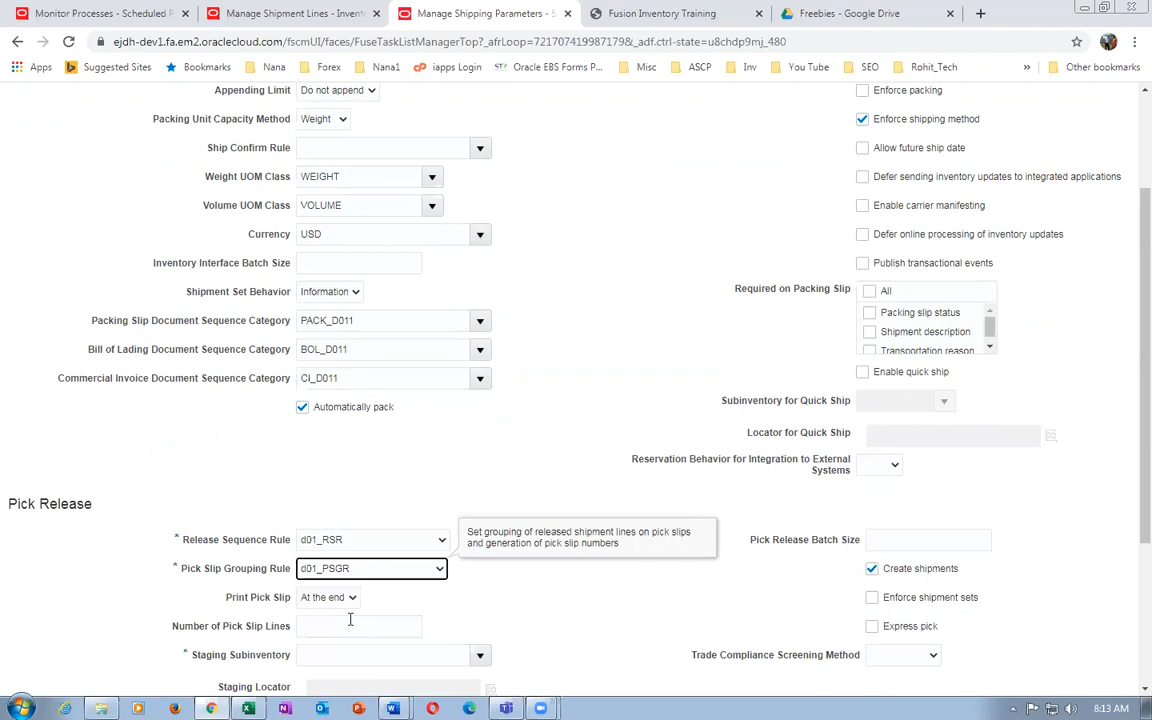 Monitor Processes - Scheduled P
Manage Shipment Lines - Invent
Manage Shipping Parameters - S
Fusion Inventory Training
Freebies - Google Drive
ejdh-dev1.fa.em2.oraclecloud.com/fscmUI/faces/FuseTaskListManagerTop?_afrLoop=7217074199871798&_adf.ctrl-state=u8chdp9mj_480
Apps
Suggested Sites
Bookmarks
Nana
Forex
Nana1
iapps Login
Oracle EBS Forms P...
Misc
ASCP
Inv
You Tube
SEO
Rohit_Tech
»
Other bookmarks
Appending Limit Do not append
Enforce packing
Packing Unit Capacity Method Weight
Enforce shipping method
Ship Confirm Rule
Allow future ship date
Weight UOM Class WEIGHT
Defer sending inventory updates to integrated applications
Volume UOM Class VOLUME
Enable carrier manifesting
Currency USD
Defer online processing of inventory updates
Inventory Interface Batch Size
Publish transactional events
Shipment Set Behavior Information
Required on Packing Slip All
Packing slip status
Shipment description
Transportation reason
Packing Slip Document Sequence Category PACK_D011
Bill of Lading Document Sequence Category BOL_D011
Commercial Invoice Document Sequence Category CI_D011
Enable quick ship
Automatically pack
Subinventory for Quick Ship
Locator for Quick Ship
Reservation Behavior for Integration to External
Systems
Pick Release
* Release Sequence Rule d01_RSR
Set grouping of released shipment lines on pick slips
and generation of pick slip numbers
Pick Release Batch Size
* Pick Slip Grouping Rule d01_PSGR
Create shipments
Print Pick Slip At the end
Enforce shipment sets
Number of Pick Slip Lines
Express pick
* Staging Subinventory
Trade Compliance Screening Method
Staging Locator
8:13 AM